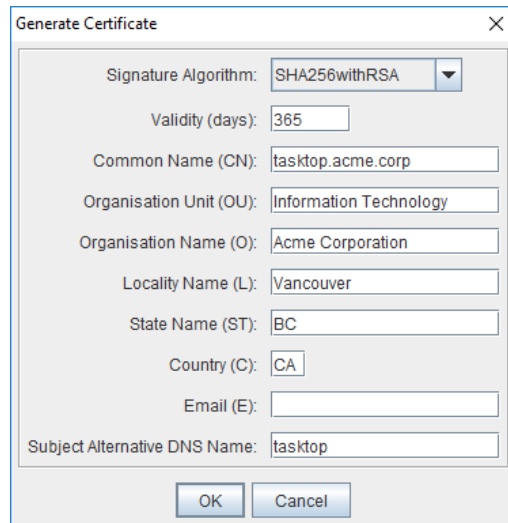 Generate Certificate
Signature Algorithm: SHA256withRSA
Validity (days): 365
Common Name (CN): tasktop.acme.corp
Organisation Unit (OU): Information Technology
Organisation Name (O): Acme Corporation
Locality Name (L): Vancouver
State Name (ST): BC
Country (C): CA
Email (E):
Subject Alternative DNS Name: tasktop
OK Cancel